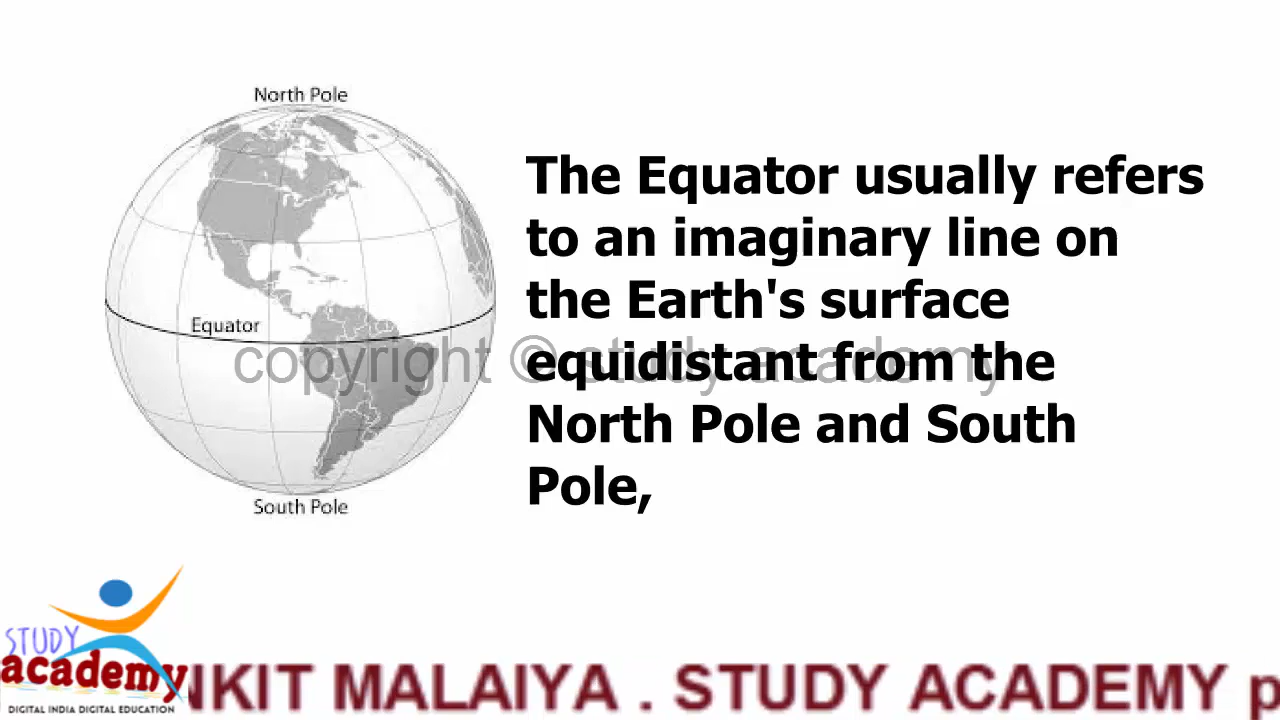 North Pole
The Equator usually refers
to an imaginary line on
the Earth's surface
equidistant from the
North Pole and South
Pole,
Equator
copyright © study academy
South Pole
STUDY
academy
DIGITAL INDIA DIGITAL EDUCATION
NKIT MALAIYA . STUDY ACADEMY p